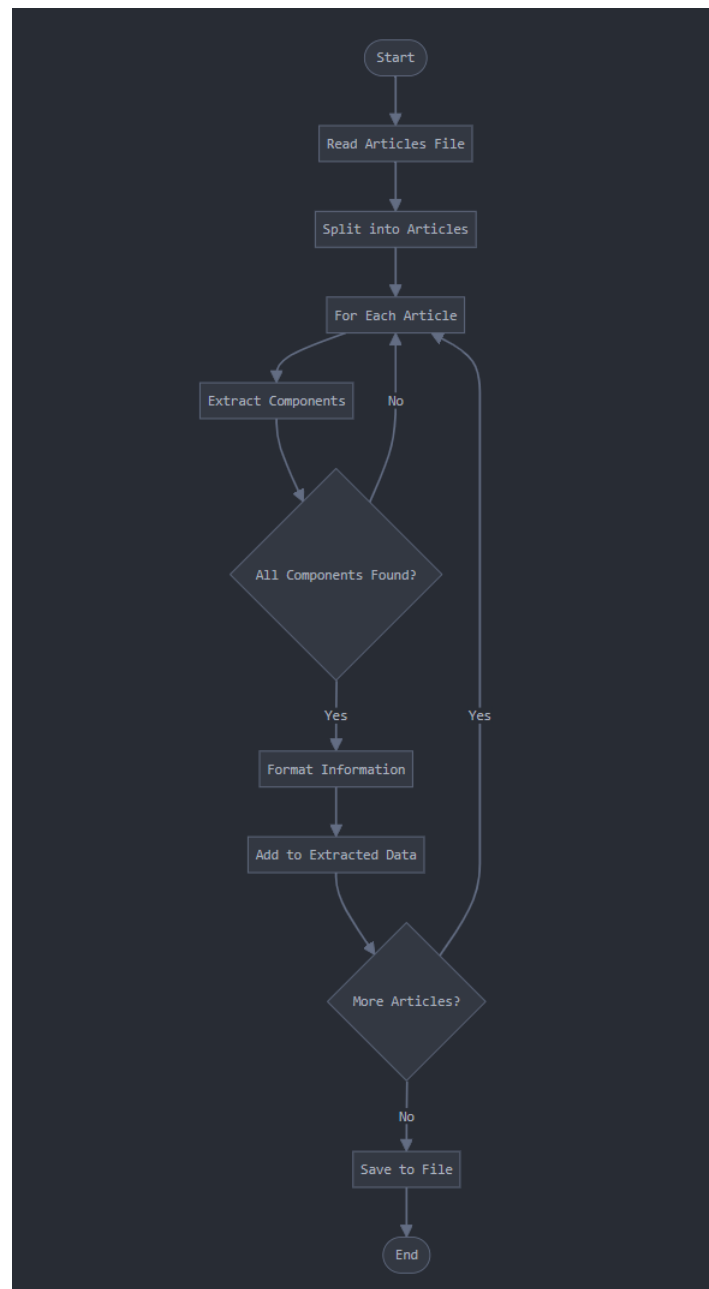 Start
Read Articles File
Split into Articles
For Each Article
Extract Components
No
All Components Found?
Yes
Yes
Format Information
Add to Extracted Data
More Articles?
No
Save to File
End